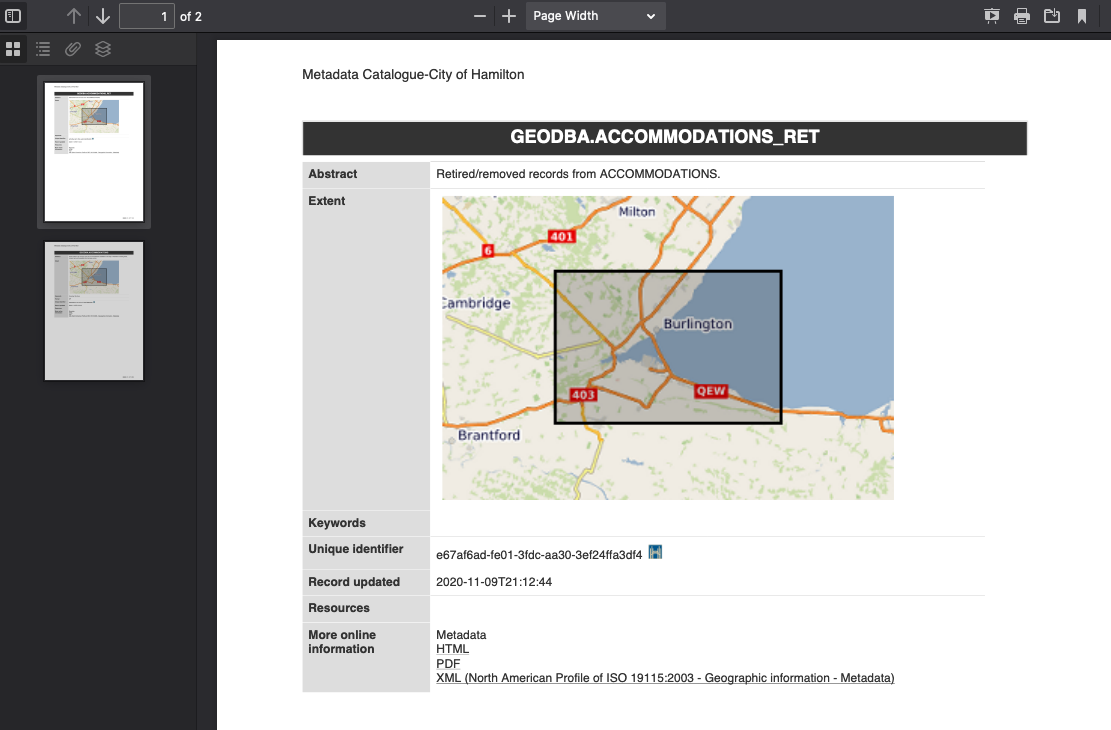 1 of 2
Page Width
Metadata Catalogue-City of Hamilton
GEODBA.ACCOMMODATIONS_RET
Abstract Retired/removed records from ACCOMMODATIONS.
Extent
Milton
401
6
Cambridge
Burlington
403
QEW
Brantford
Keywords
Unique identifier e67af6ad-fe01-3fdc-aa30-3ef24ffa3df4
Record updated 2020-11-09T21:12:44
Resources
More online information
Metadata
HTML
PDF
XML (North American Profile of ISO 19115:2003 - Geographic information - Metadata)